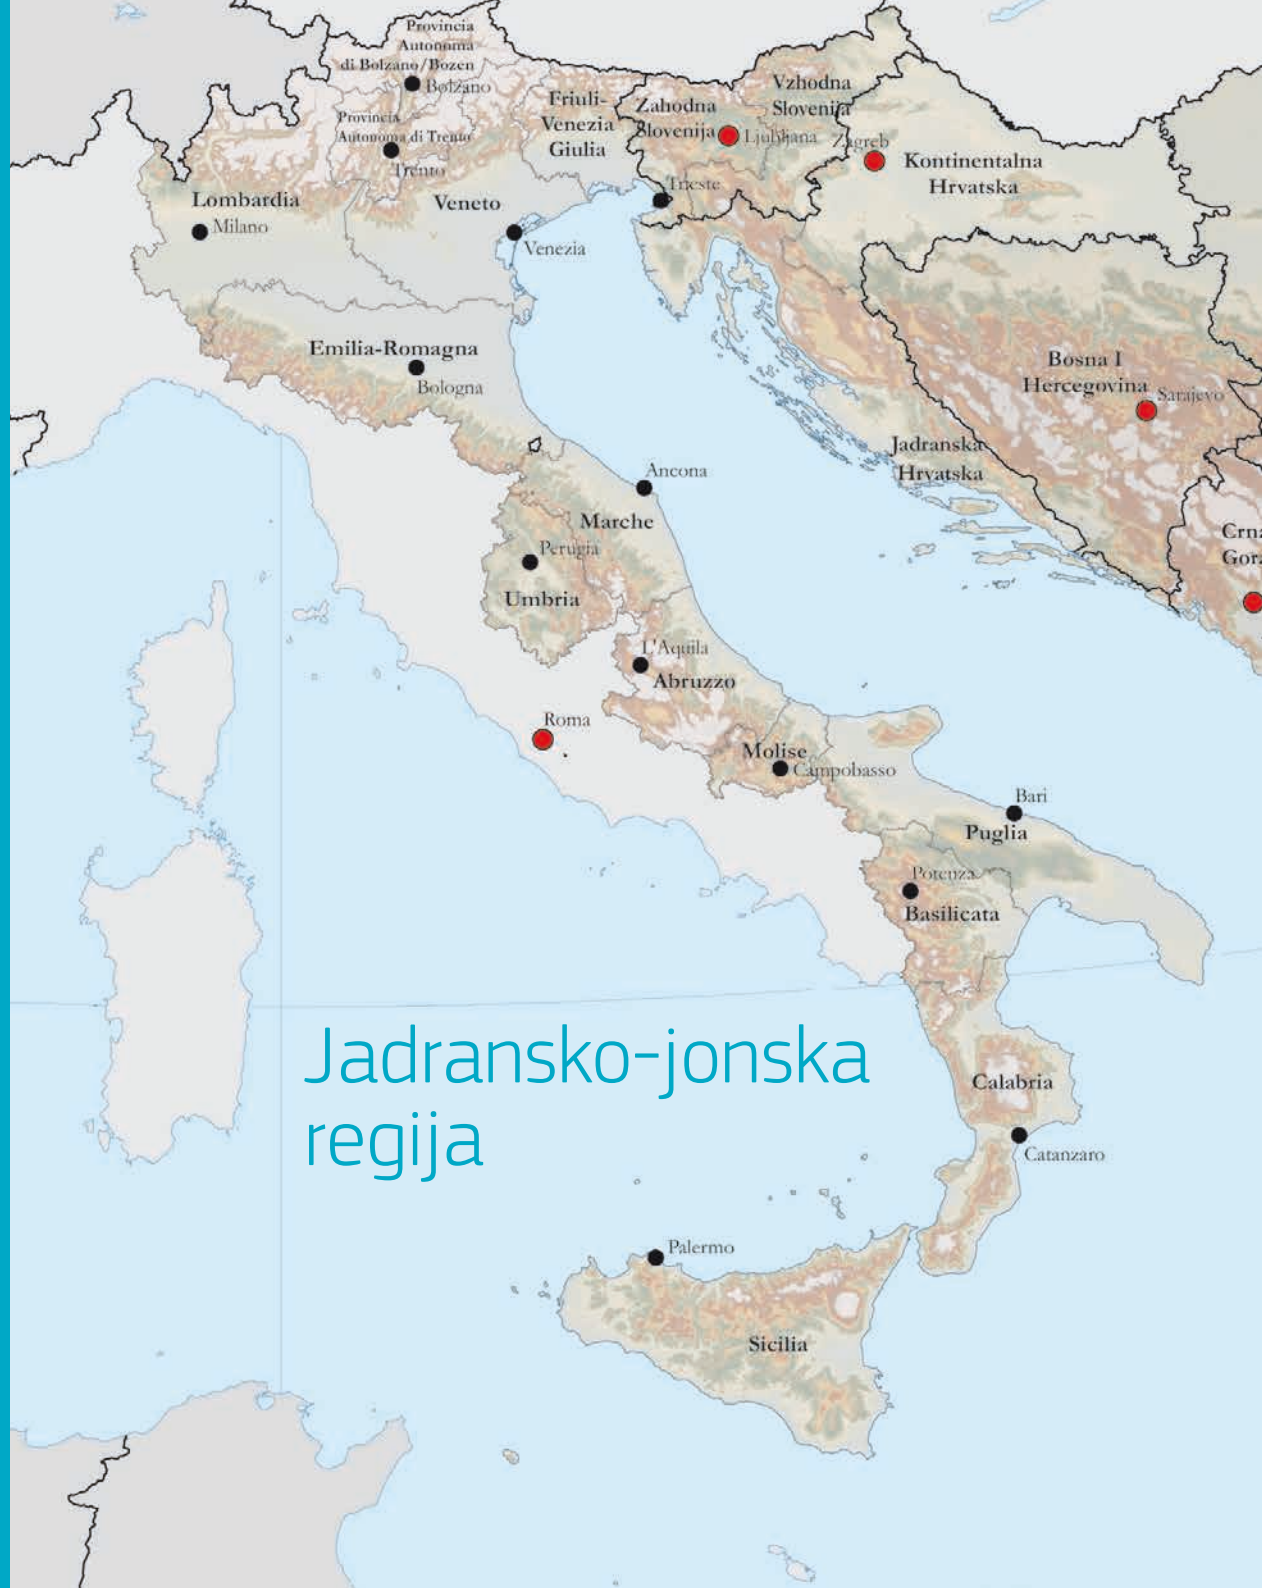 Provincia
Autonoma
di Bolzano/Bozen
Bolzano
Provincia
Autonoma di Trento
Trento
Friuli-
Venezia
Giulia
Zahodna
Slovenija
Ljubljana
Vzhodna
Slovenija
Zagreb
Kontinentalna
Hrvatska
Lombardia
Milano
Veneto
Venezia
Trieste
Emilia-Romagna
Bologna
Bosna I
Hercegovina
Sarajevo
Jadranska
Hrvatska
Ancona
Marche
Perugia
Umbria
Crna
Gora
L'Aquila
Abruzzo
Roma
Molise
Campobasso
Bari
Puglia
Potenza
Basilicata
Jadransko-jonska
regija
Calabria
Catanzaro
Palermo
Sicilia